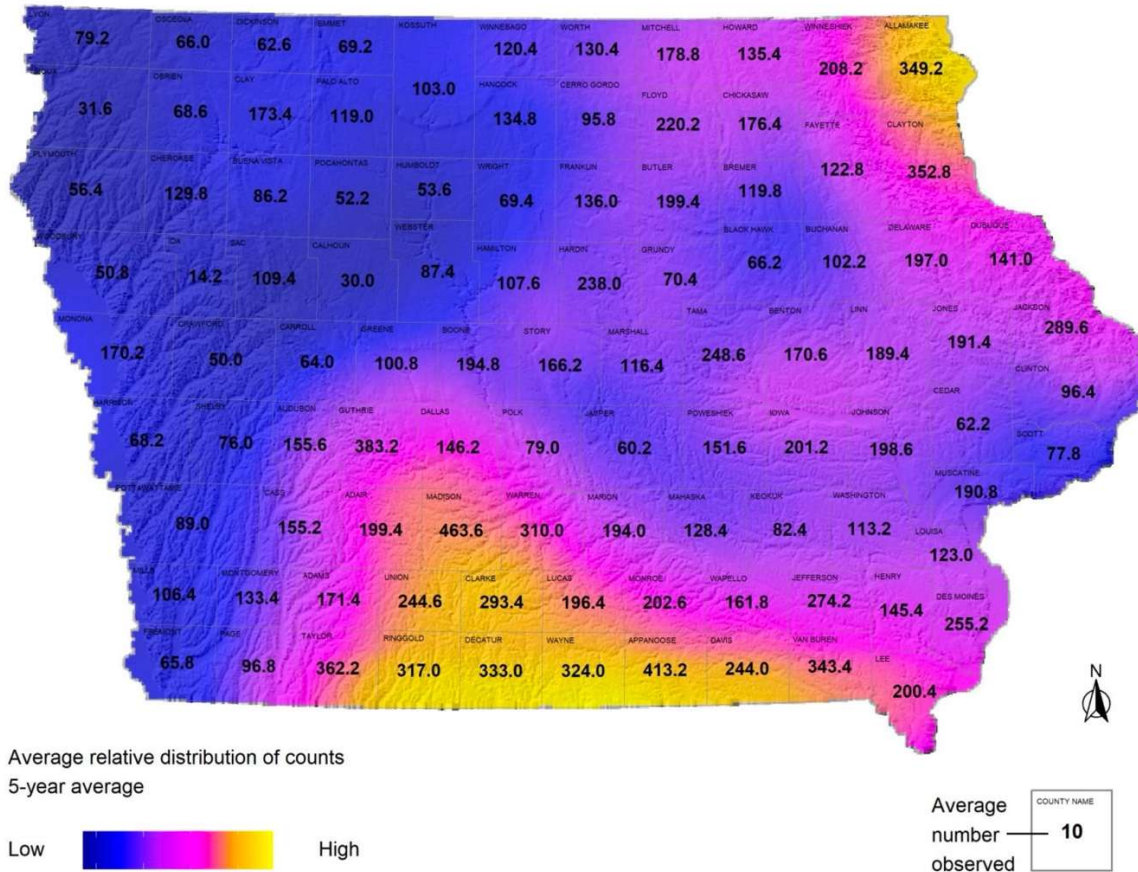 LYON OSCEOLA DICKINSON EMMET KOSSUTH WINNEBAGO WORTH MITCHELL HOWARD WINNESHIEK ALLAMAKEE
79.2 66.0 62.6 69.2 103.0 120.4 130.4 178.8 135.4 208.2 349.2
SIOUX OBRIEN CLAY PALO ALTO HANCOCK CERRO GORDO FLOYD CHICKASAW FAYETTE CLAYTON
31.6 68.6 173.4 119.0 134.8 95.8 220.2 176.4 122.8 352.8
PLYMOUTH CHEROKEE BUENA VISTA POCAHONTAS HUMBOLDT WRIGHT FRANKLIN BUTLER BREMER
56.4 129.8 86.2 52.2 53.6 69.4 136.0 199.4 119.8
WOODBURY IDA SAC CALHOUN WEBSTER HAMILTON HARDIN GRUNDY BLACK HAWK BUCHANAN DELAWARE DUBUQUE
50.8 14.2 109.4 30.0 87.4 107.6 238.0 70.4 66.2 102.2 197.0 141.0
MONONA CRAWFORD CARROLL GREENE BOONE STORY MARSHALL TAMA BENTON LINN JONES JACKSON
170.2 50.0 64.0 100.8 194.8 166.2 116.4 248.6 170.6 189.4 191.4 289.6
HARRISON SHELBY AUDUBON GUTHRIE DALLAS POLK JASPER POWESHIEK IOWA JOHNSON CEDAR CLINTON
68.2 76.0 155.6 383.2 146.2 79.0 60.2 151.6 201.2 198.6 62.2 96.4
SCOTT
77.8
POTTAWATTAMIE CASS ADAIR MADISON WARREN MARION MAHASKA KEOKUK WASHINGTON MUSCATINE
89.0 155.2 199.4 463.6 310.0 194.0 128.4 82.4 113.2 190.8
LOUISA
123.0
MILLS MONTGOMERY ADAMS UNION CLARKE LUCAS MONROE WAPELLO JEFFERSON HENRY DES MOINES
106.4 133.4 171.4 244.6 293.4 196.4 202.6 161.8 274.2 145.4 255.2
FREMONT PAGE TAYLOR RINGGOLD DECATUR WAYNE APPANOOSE DAVIS VAN BUREN LEE
65.8 96.8 362.2 317.0 333.0 324.0 413.2 244.0 343.4 200.4
N
Average relative distribution of counts
5-year average
Low High
Average
number
observed
COUNTY NAME
10